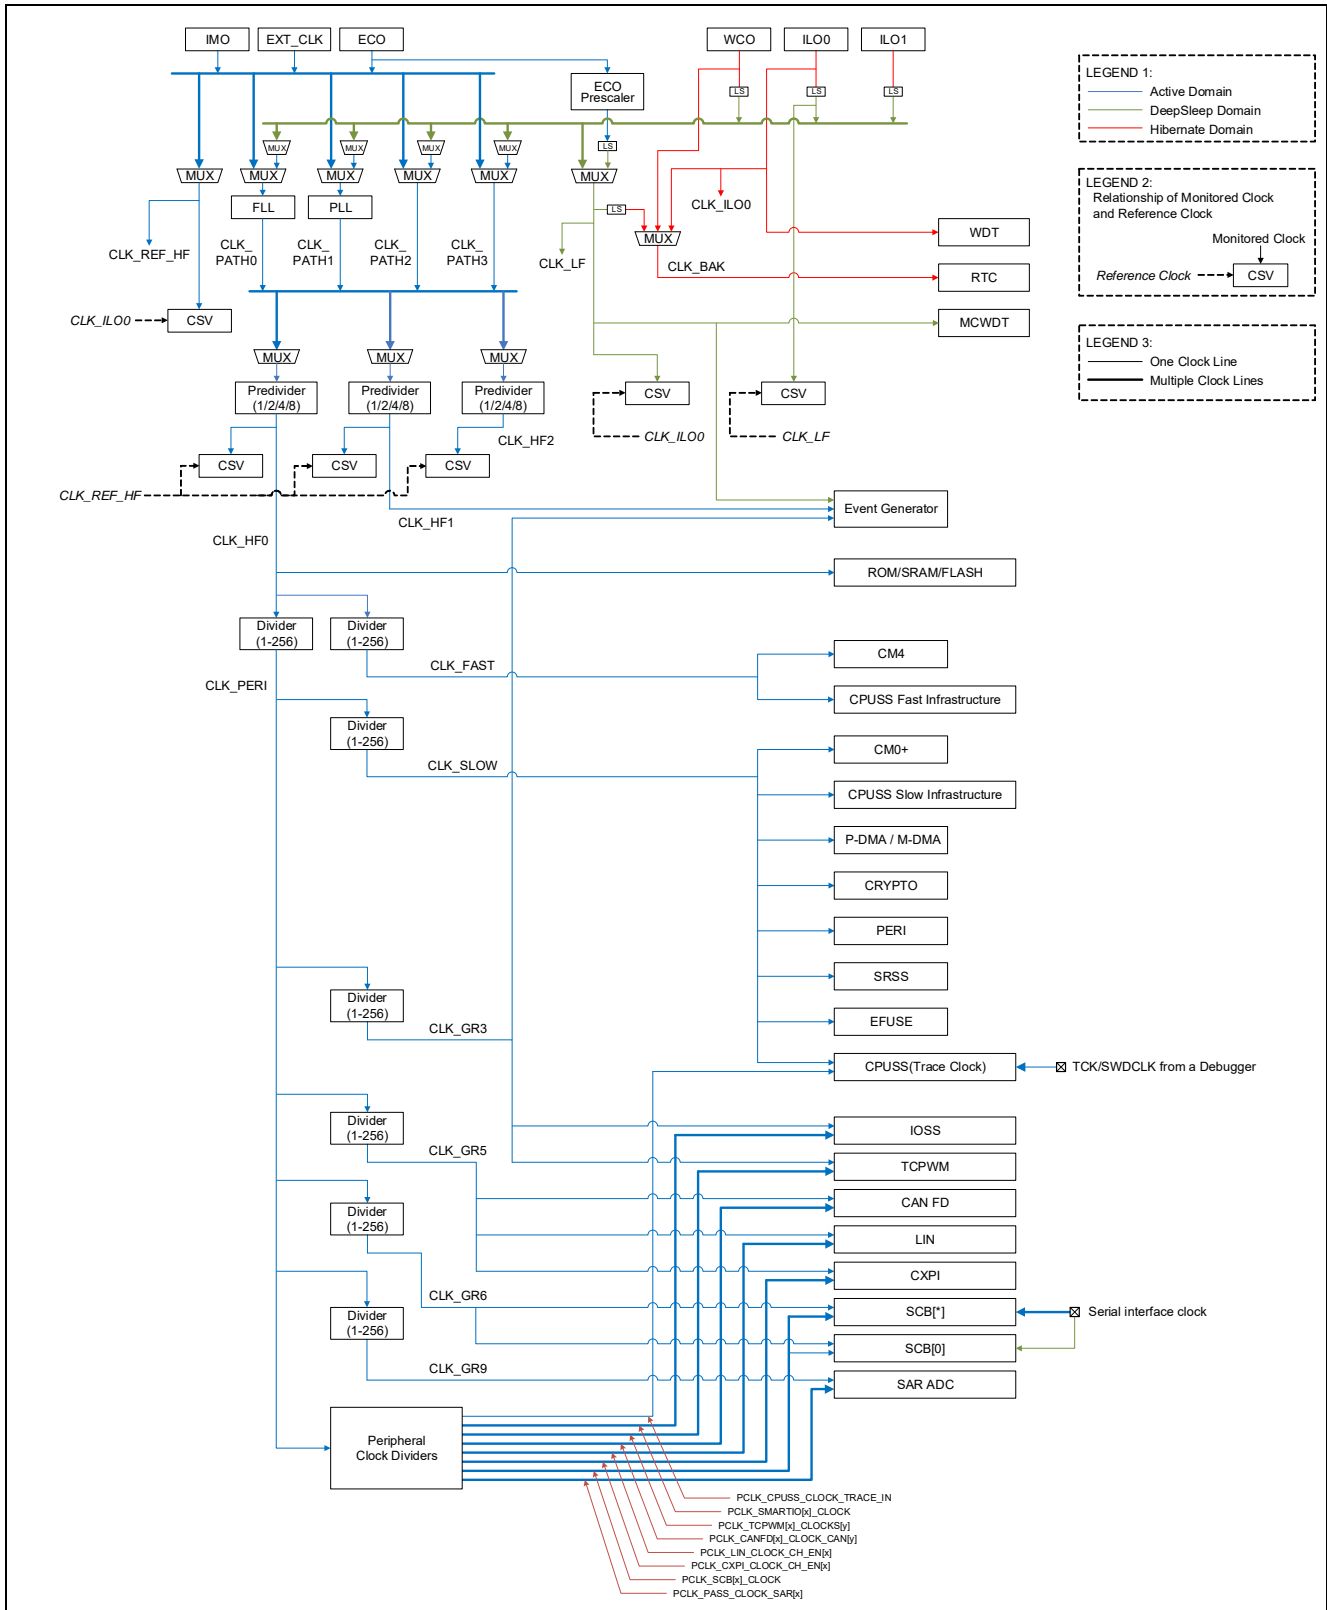 IMO
EXT_CLK
ECO
WCO
ILO0
ILO1
ECO
Prescaler
LS
LS
LS
LS
MUX
MUX
MUX
MUX
MUX
MUX
MUX
MUX
MUX
MUX
FLL
PLL
LS
MUX
CLK_REF_HF
CLK_
PATH0
CLK_
PATH1
CLK_
PATH2
CLK_
PATH3
CLK_LF
CLK_ILO0
CLK_BAK
WDT
RTC
MCWDT
LEGEND 1:
Active Domain
DeepSleep Domain
Hibernate Domain
LEGEND 2:
Relationship of Monitored Clock
and Reference Clock
Monitored Clock
Reference Clock
CSV
LEGEND 3:
One Clock Line
Multiple Clock Lines
CLK_ILO0
CSV
MUX
MUX
MUX
Predivider
(1/2/4/8)
Predivider
(1/2/4/8)
Predivider
(1/2/4/8)
CSV
CSV
CLK_ILO0
CLK_LF
CLK_HF2
CSV
CSV
CSV
CLK_REF_HF
CLK_HF1
CLK_HF0
Event Generator
ROM/SRAM/FLASH
Divider
(1-256)
Divider
(1-256)
CLK_FAST
CM4
CLK_PERI
CPUSS Fast Infrastructure
Divider
(1-256)
CLK_SLOW
CM0+
CPUSS Slow Infrastructure
P-DMA / M-DMA
CRYPTO
PERI
SRSS
EFUSE
Divider
(1-256)
CLK_GR3
CPUSS(Trace Clock)
TCK/SWDCLK from a Debugger
Divider
(1-256)
CLK_GR5
IOSS
TCPWM
CAN FD
Divider
(1-256)
LIN
CXPI
CLK_GR6
SCB[*]
Serial interface clock
Divider
(1-256)
SCB[0]
CLK_GR9
SAR ADC
Peripheral
Clock Dividers
PCLK_CPUSS_CLOCK_TRACE_IN
PCLK_SMARTIO[x]_CLOCK
PCLK_TCPWM[x]_CLOCKS[y]
PCLK_CANFD[x]_CLOCK_CAN[y]
PCLK_LIN_CLOCK_CH_EN[x]
PCLK_CXPI_CLOCK_CH_EN[x]
PCLK_SCB[x]_CLOCK
PCLK_PASS_CLOCK_SAR[x]